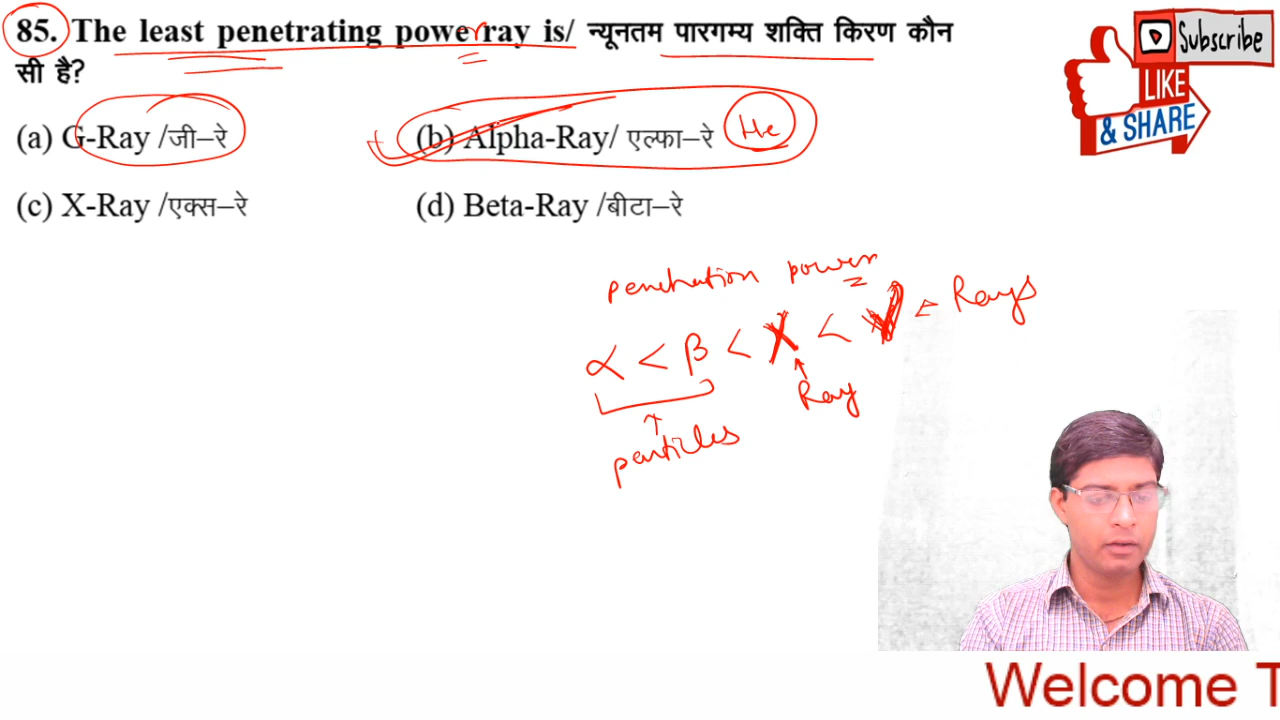 85. The least penetrating power ray is/ न्यूनतम पारगम्य शक्ति किरण कौन
सी है?
(a) G-Ray /जी–रे
(b) Alpha-Ray/ एल्फा–रे He
(c) X-Ray /एक्स–रे
(d) Beta-Ray /बीटा–रे
Subscribe
LIKE
& SHARE
penetration power
α < β < X < γ ← Rays
Ray
particles
Welcome T